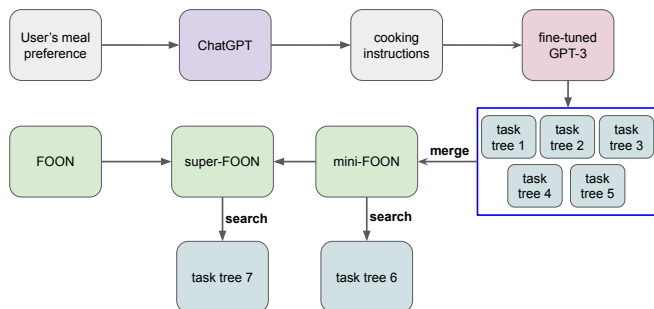 User's meal
preference
ChatGPT
cooking
instructions
fine-tuned
GPT-3
task
tree 1
task
tree 2
task
tree 3
task
tree 4
task
tree 5
merge
FOON
super-FOON
mini-FOON
search
search
task tree 7
task tree 6